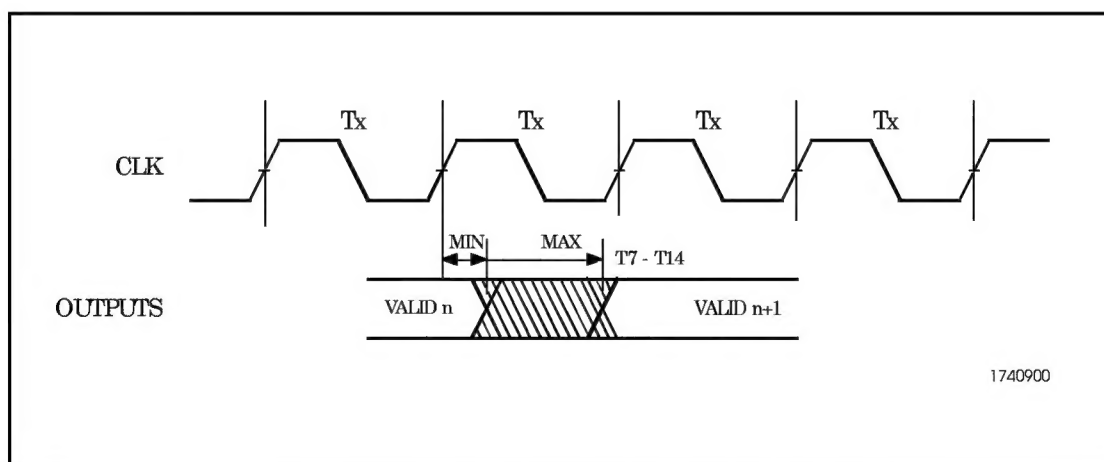 Tx Tx Tx Tx
CLK
MIN MAX T7 - T14
OUTPUTS VALID n VALID n+1
1740900